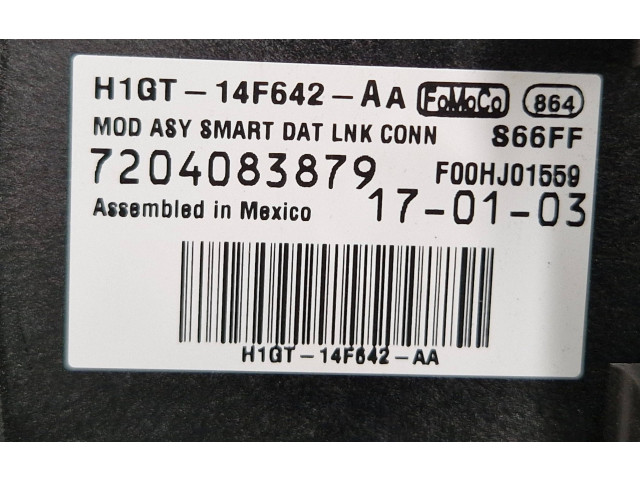 H1GT-14F642-AA FoMoCo 864
MOD ASY SMART DAT LNK CONN S66FF
7204083879 F00HJ01559
Assembled in Mexico 17-01-03
H1GT-14F642-AA